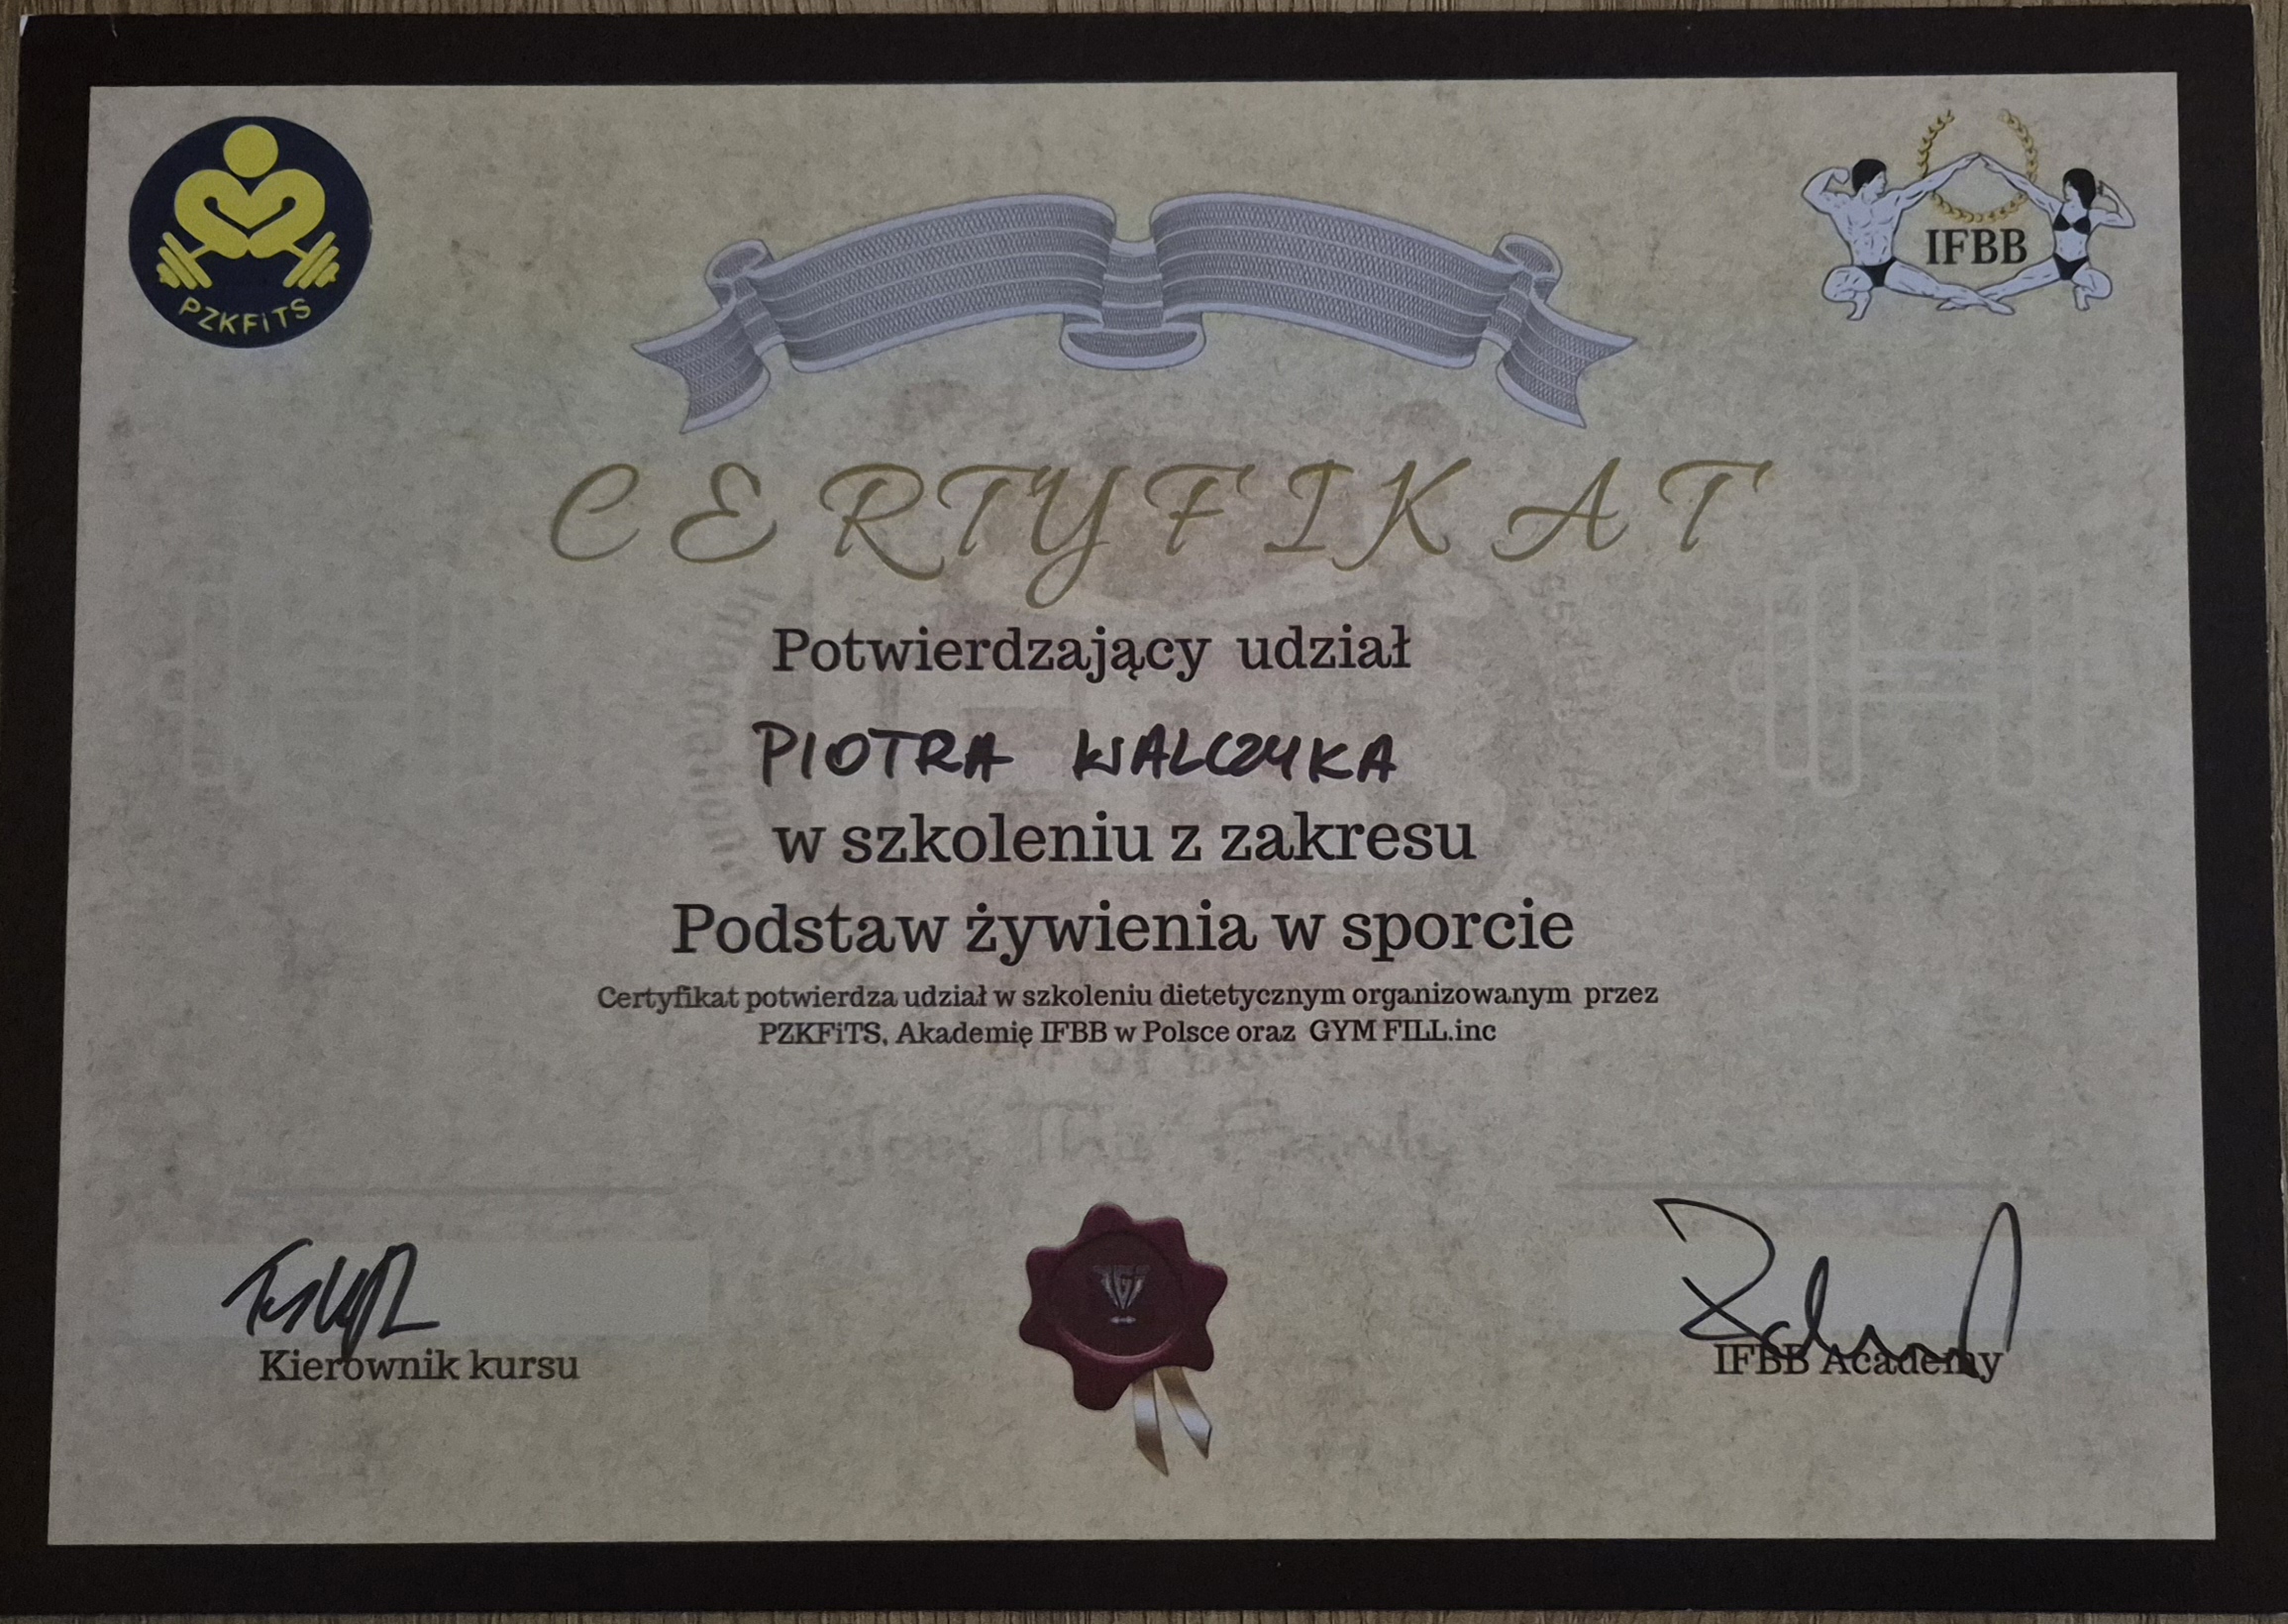 PZKFiTS
IFBB
CERTYFIKAT
Potwierdzający udział
PIOTRA WALCZYKA
w szkoleniu z zakresu
Podstaw żywienia w sporcie
Certyfikat potwierdza udział w szkoleniu dietetycznym organizowanym przez
PZKFiTS, Akademię IFBB w Polsce oraz GYM FILL.inc
Kierownik kursu
IFBB Academy